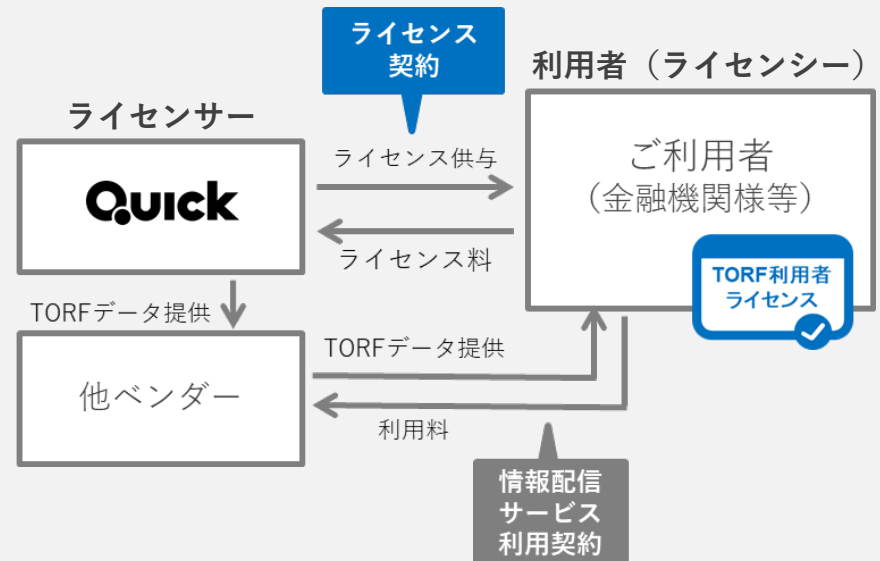 ライセンス
契約
利用者（ライセンシー）
ライセンサー
Quick
ライセンス供与
ライセンス料
ご利用者
（金融機関様等）
TORF利用者
ライセンス
TORFデータ提供
他ベンダー
TORFデータ提供
利用料
情報配信
サービス
利用契約